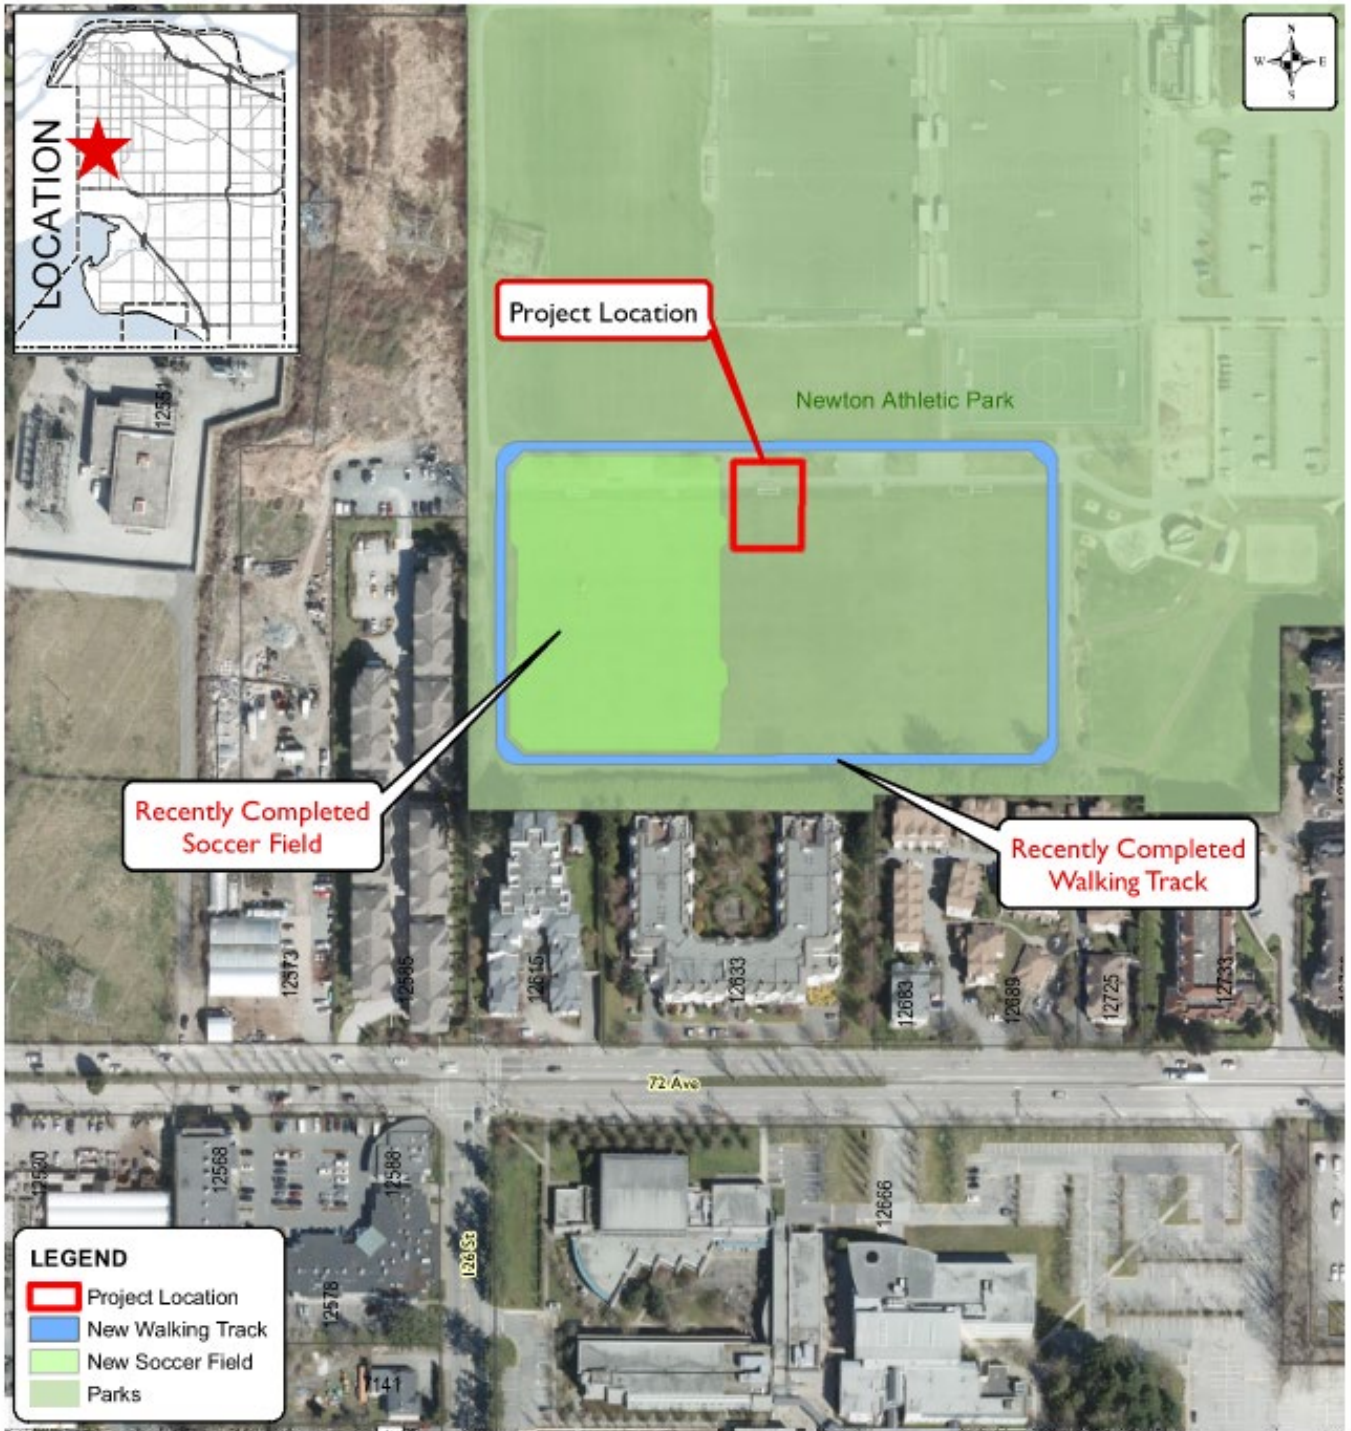 LOCATION
N
W E
S
12551
Project Location
Newton Athletic Park
Recently Completed
Soccer Field
Recently Completed
Walking Track
12573
12585
12615
12633
12683
12689
12725
12733
72 Ave
12568
12588
12666
126 St
12578
7141
LEGEND
Project Location
New Walking Track
New Soccer Field
Parks